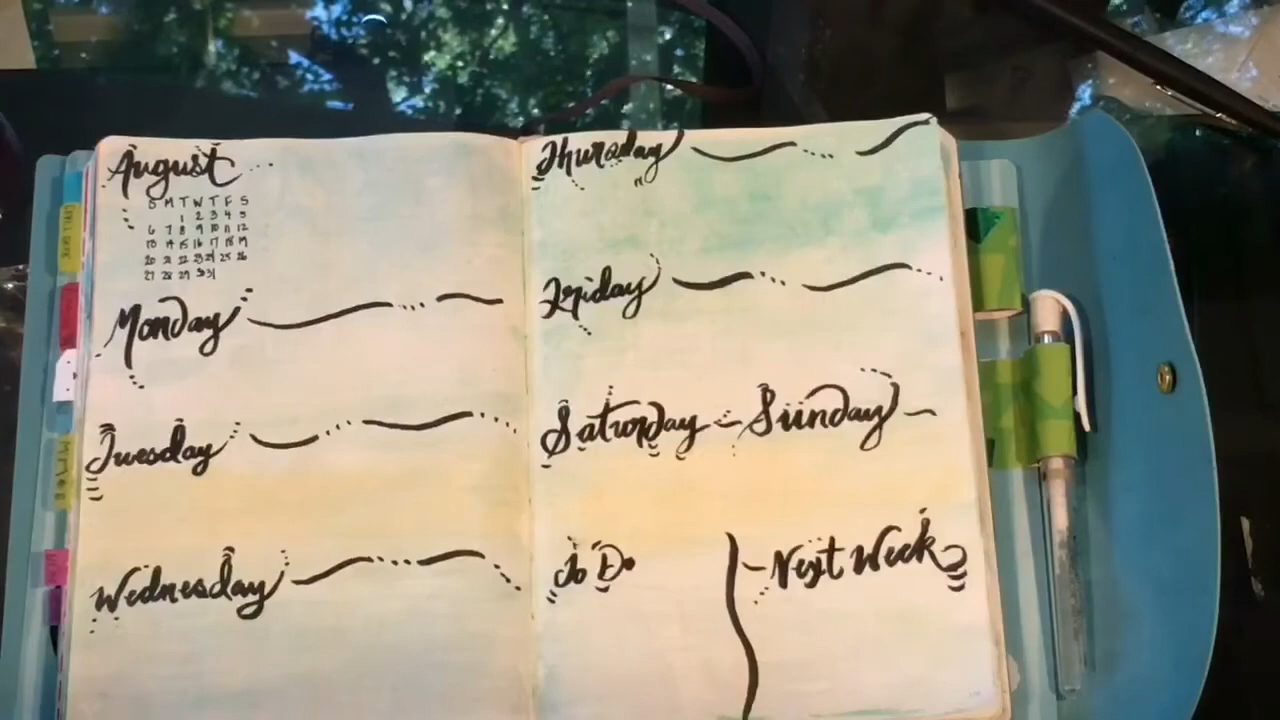 August
S M T W T F S
1 2 3 4 5
6 7 8 9 10 11 12
13 14 15 16 17 18 19
20 21 22 23 24 25 26
27 28 29 30 31
Monday
Tuesday
Wednesday
Thursday
Friday
Saturday - Sunday
To Do
Next Week